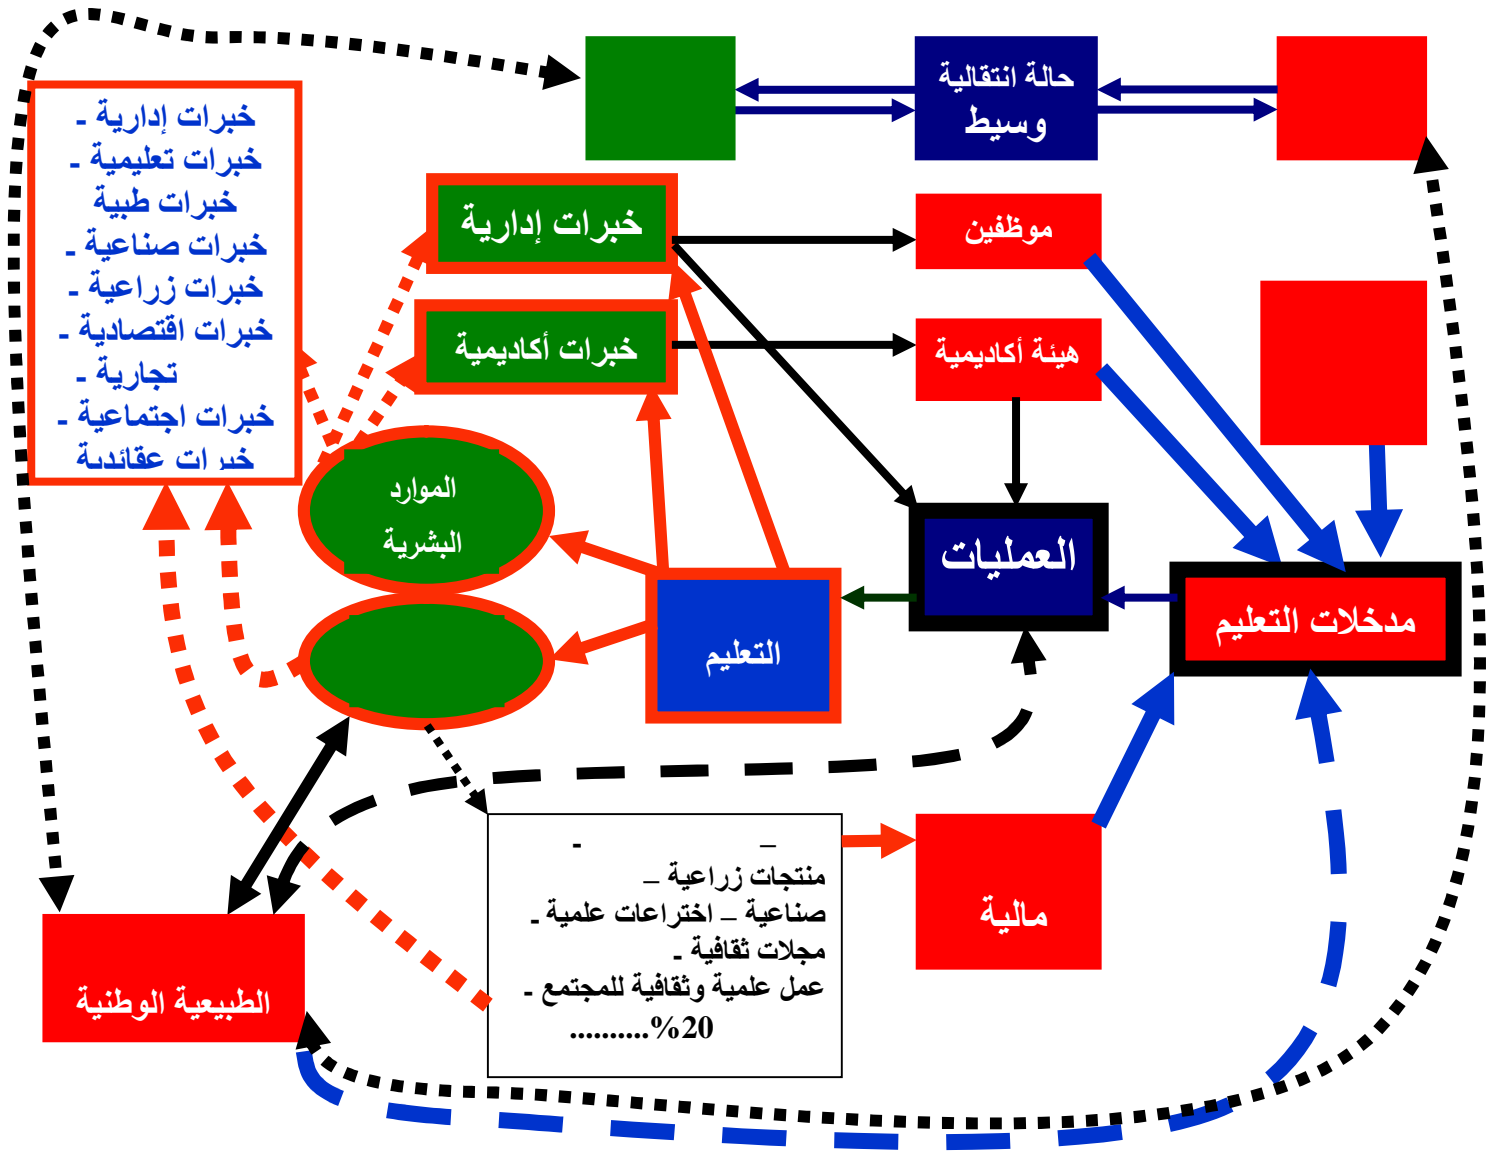 حالة انتقالية
وسيط
خبرات إدارية -
خبرات تعليمية -
خبرات طبية
خبرات صناعية -
خبرات زراعية -
خبرات اقتصادية -
تجارية -
خبرات اجتماعية -
خبرات عقائدية
خبرات إدارية
موظفين
خبرات أكاديمية
هيئة أكاديمية
الموارد
البشرية
العمليات
مدخلات التعليم
التعليم
– -
منتجات زراعية –
صناعية – اختراعات علمية -
مجلات ثقافية -
عمل علمية وثقافية للمجتمع -
20%..........
مالية
الطبيعية الوطنية